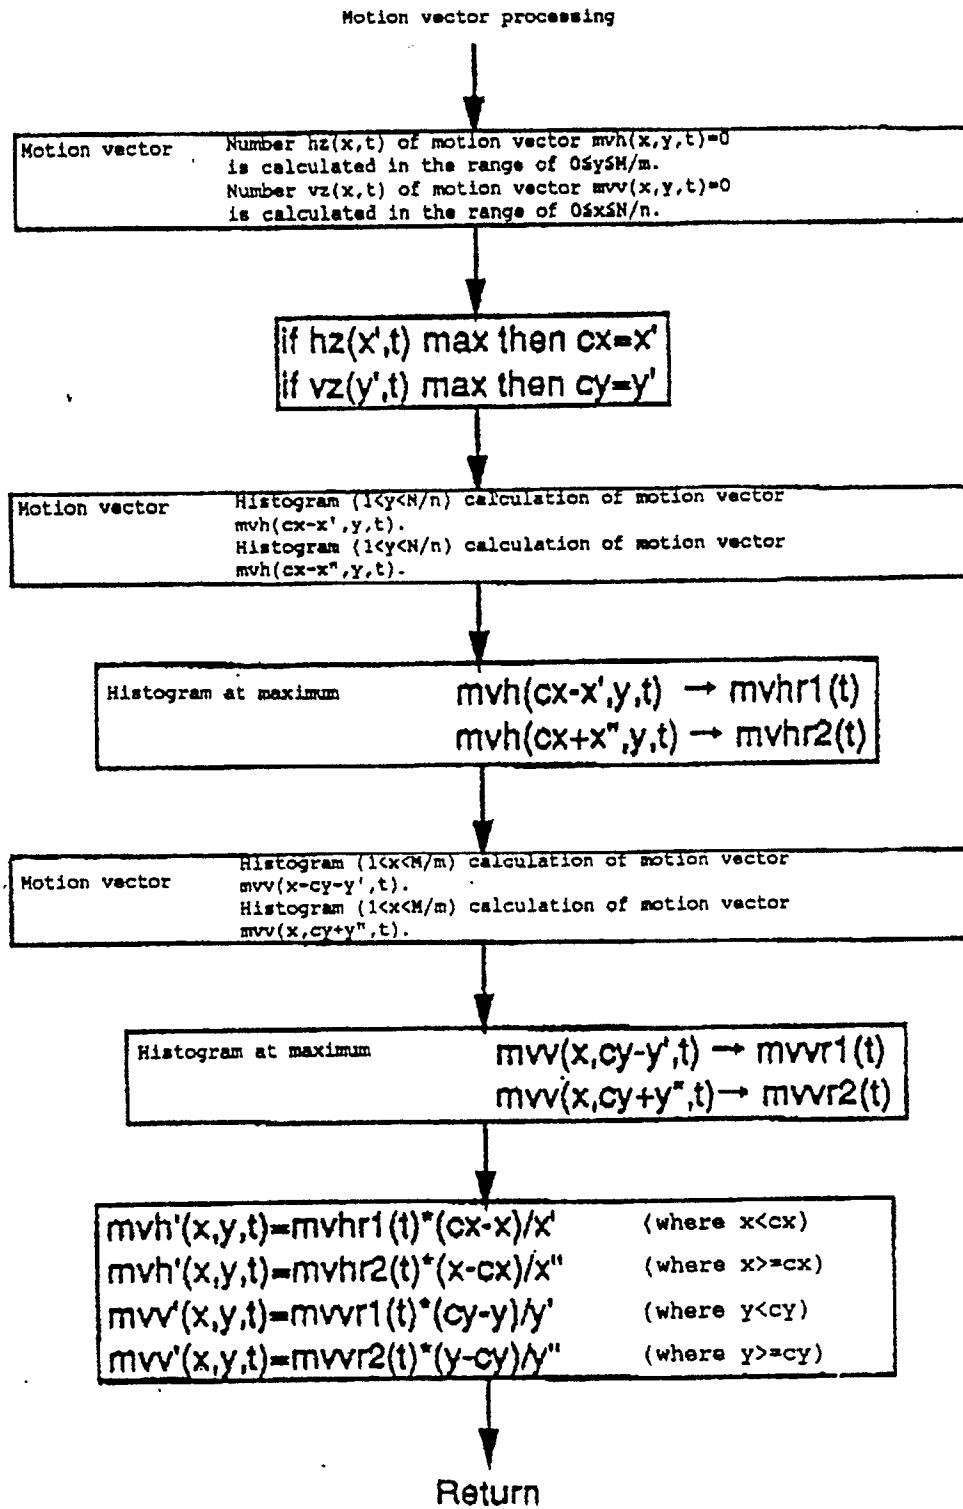 Motion vector processing
Motion vector Number hz(x,t) of motion vector mvh(x,y,t)=0
is calculated in the range of 0≤y≤M/m.
Number vz(x,t) of motion vector mvv(x,y,t)=0
is calculated in the range of 0≤x≤N/n.
if hz(x',t) max then cx=x'
if vz(y',t) max then cy=y'
Motion vector Histogram (1<y<N/n) calculation of motion vector
mvh(cx-x',y,t).
Histogram (1<y<N/n) calculation of motion vector
mvh(cx-x",y,t).
Histogram at maximum mvh(cx-x',y,t) → mvhr1(t)
mvh(cx+x",y,t) → mvhr2(t)
Motion vector Histogram (1<x<M/m) calculation of motion vector
mvv(x-cy-y',t).
Histogram (1<x<M/m) calculation of motion vector
mvv(x,cy+y",t).
Histogram at maximum mvv(x,cy-y',t) → mvvr1(t)
mvv(x,cy+y",t) → mvvr2(t)
mvh'(x,y,t)=mvhr1(t)*(cx-x)/x' (where x<cx)
mvh'(x,y,t)=mvhr2(t)*(x-cx)/x" (where x>=cx)
mvv'(x,y,t)=mvvr1(t)*(cy-y)/y' (where y<cy)
mvv'(x,y,t)=mvvr2(t)*(y-cy)/y" (where y>=cy)
Return